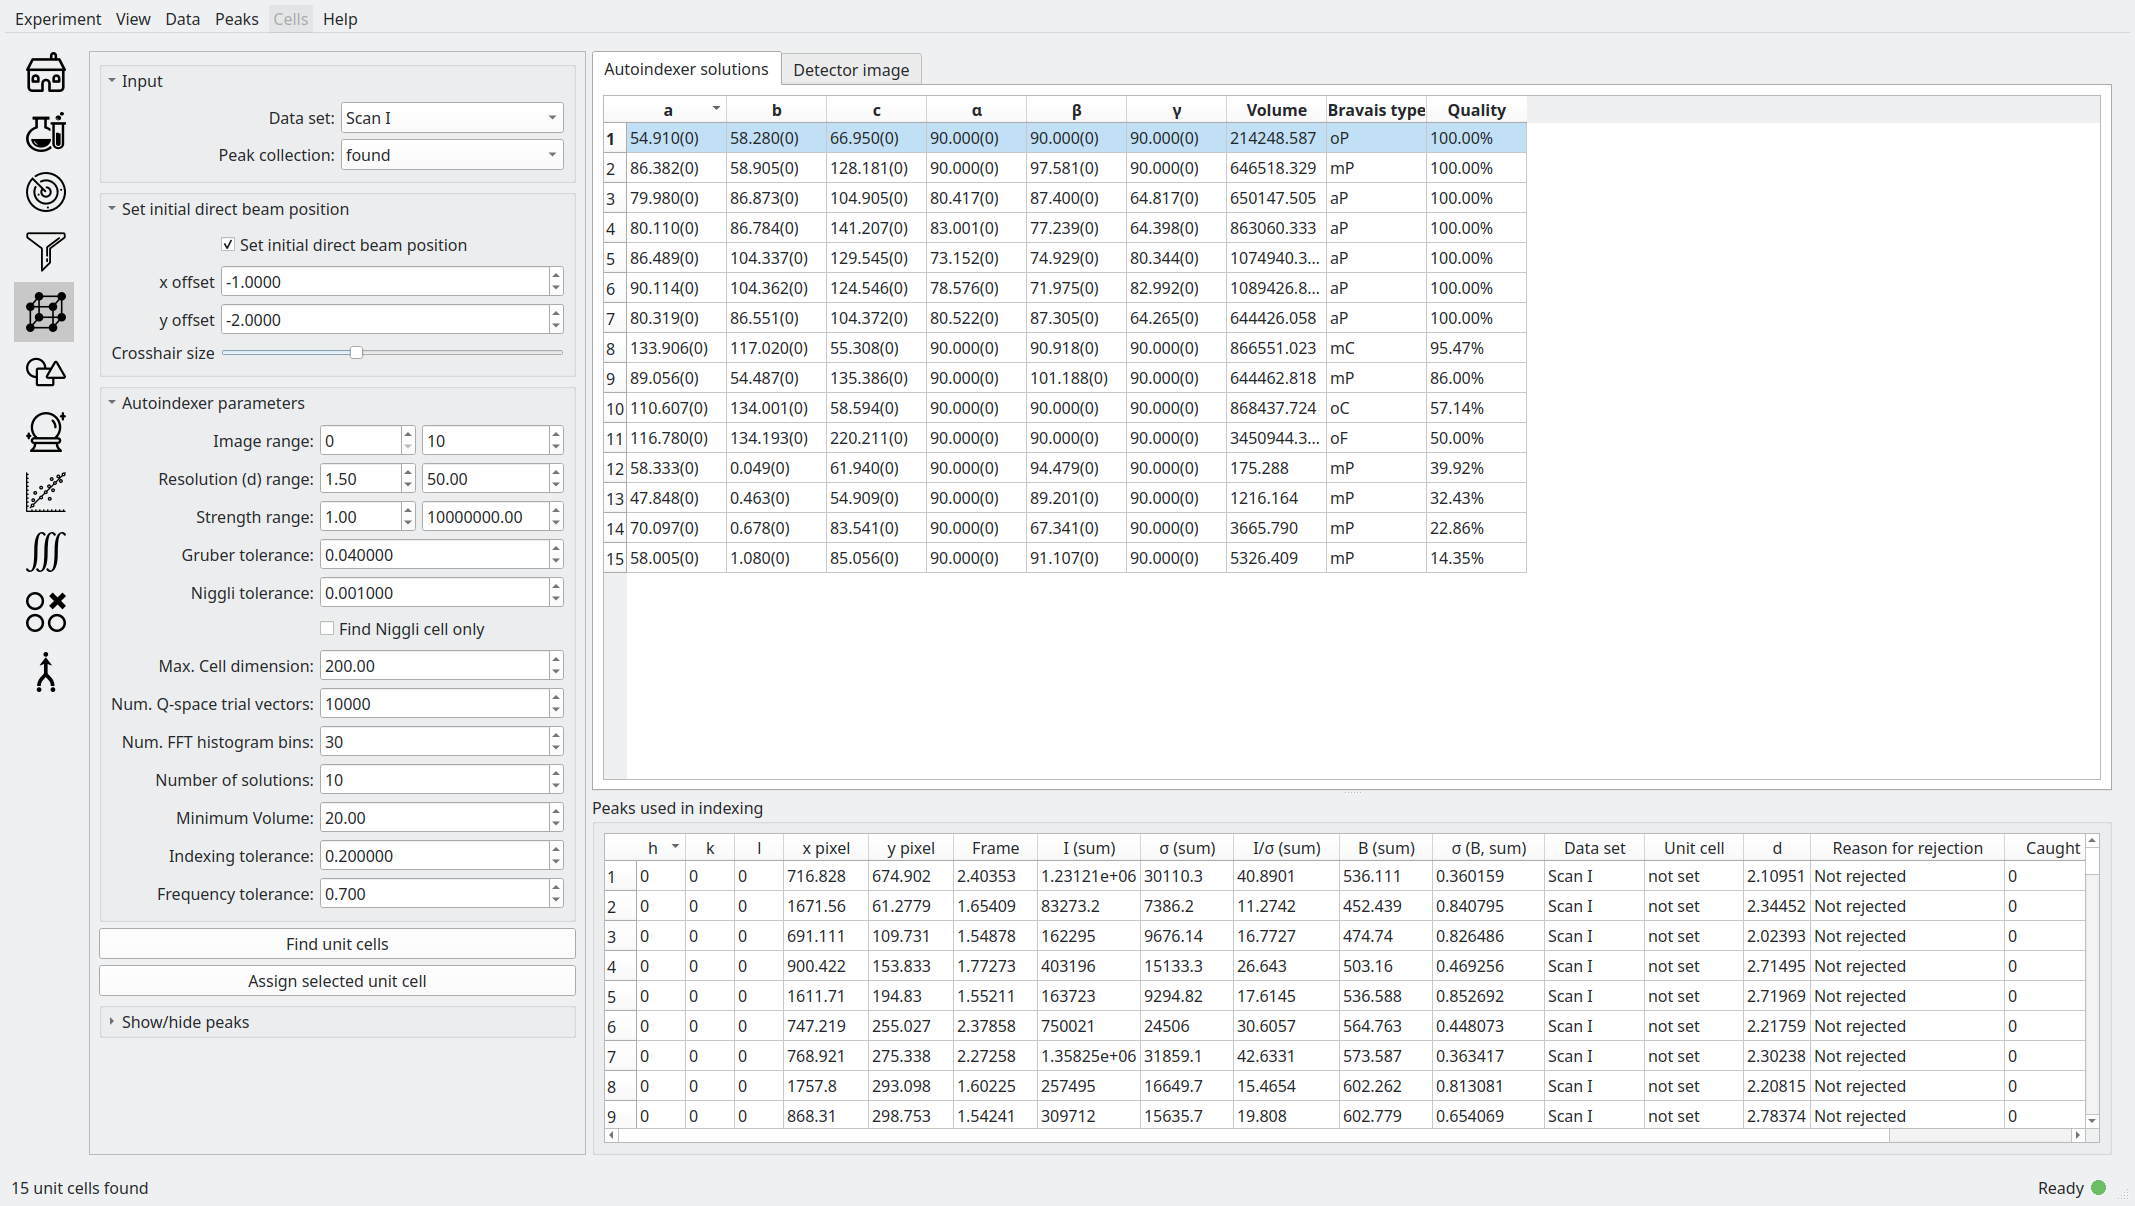 Experiment View Data Peaks Cells Help
Input
Data set: Scan I
Peak collection: found
Set initial direct beam position
Set initial direct beam position
x offset -1.0000
y offset -2.0000
Crosshair size
Autoindexer parameters
Image range: 0 10
Resolution (d) range: 1.50 50.00
Strength range: 1.00 10000000.00
Gruber tolerance: 0.040000
Niggli tolerance: 0.001000
Find Niggli cell only
Max. Cell dimension: 200.00
Num. Q-space trial vectors: 10000
Num. FFT histogram bins: 30
Number of solutions: 10
Minimum Volume: 20.00
Indexing tolerance: 0.200000
Frequency tolerance: 0.700
Find unit cells
Assign selected unit cell
Show/hide peaks
Autoindexer solutions Detector image
a b c α β γ Volume Bravais type Quality
1 54.910(0) 58.280(0) 66.950(0) 90.000(0) 90.000(0) 90.000(0) 214248.587 oP 100.00%
2 86.382(0) 58.905(0) 128.181(0) 90.000(0) 97.581(0) 90.000(0) 646518.329 mP 100.00%
3 79.980(0) 86.873(0) 104.905(0) 80.417(0) 87.400(0) 64.817(0) 650147.505 aP 100.00%
4 80.110(0) 86.784(0) 141.207(0) 83.001(0) 77.239(0) 64.398(0) 863060.333 aP 100.00%
5 86.489(0) 104.337(0) 129.545(0) 73.152(0) 74.929(0) 80.344(0) 1074940.3... aP 100.00%
6 90.114(0) 104.362(0) 124.546(0) 78.576(0) 71.975(0) 82.992(0) 1089426.8... aP 100.00%
7 80.319(0) 86.551(0) 104.372(0) 80.522(0) 87.305(0) 64.265(0) 644426.058 aP 100.00%
8 133.906(0) 117.020(0) 55.308(0) 90.000(0) 90.918(0) 90.000(0) 866551.023 mC 95.47%
9 89.056(0) 54.487(0) 135.386(0) 90.000(0) 101.188(0) 90.000(0) 644462.818 mP 86.00%
10 110.607(0) 134.001(0) 58.594(0) 90.000(0) 90.000(0) 90.000(0) 868437.724 oC 57.14%
11 116.780(0) 134.193(0) 220.211(0) 90.000(0) 90.000(0) 90.000(0) 3450944.3... oF 50.00%
12 58.333(0) 0.049(0) 61.940(0) 90.000(0) 94.479(0) 90.000(0) 175.288 mP 39.92%
13 47.848(0) 0.463(0) 54.909(0) 90.000(0) 89.201(0) 90.000(0) 1216.164 mP 32.43%
14 70.097(0) 0.678(0) 83.541(0) 90.000(0) 67.341(0) 90.000(0) 3665.790 mP 22.86%
15 58.005(0) 1.080(0) 85.056(0) 90.000(0) 91.107(0) 90.000(0) 5326.409 mP 14.35%
Peaks used in indexing
h k l x pixel y pixel Frame I (sum) σ (sum) I/σ (sum) B (sum) σ (B, sum) Data set Unit cell d Reason for rejection Caught
1 0 0 0 716.828 674.902 2.40353 1.23121e+06 30110.3 40.8901 536.111 0.360159 Scan I not set 2.10951 Not rejected 0
2 0 0 0 1671.56 61.2779 1.65409 83273.2 7386.2 11.2742 452.439 0.840795 Scan I not set 2.34452 Not rejected 0
3 0 0 0 691.111 109.731 1.54878 162295 9676.14 16.7727 474.74 0.826486 Scan I not set 2.02393 Not rejected 0
4 0 0 0 900.422 153.833 1.77273 403196 15133.3 26.643 503.16 0.469256 Scan I not set 2.71495 Not rejected 0
5 0 0 0 1611.71 194.83 1.55211 163723 9294.82 17.6145 536.588 0.852692 Scan I not set 2.71969 Not rejected 0
6 0 0 0 747.219 255.027 2.37858 750021 24506 30.6057 564.763 0.448073 Scan I not set 2.21759 Not rejected 0
7 0 0 0 768.921 275.338 2.27258 1.35825e+06 31859.1 42.6331 573.587 0.363417 Scan I not set 2.30238 Not rejected 0
8 0 0 0 1757.8 293.098 1.60225 257495 16649.7 15.4654 602.262 0.813081 Scan I not set 2.20815 Not rejected 0
9 0 0 0 868.31 298.753 1.54241 309712 15635.7 19.808 602.779 0.654069 Scan I not set 2.78374 Not rejected 0
15 unit cells found
Ready